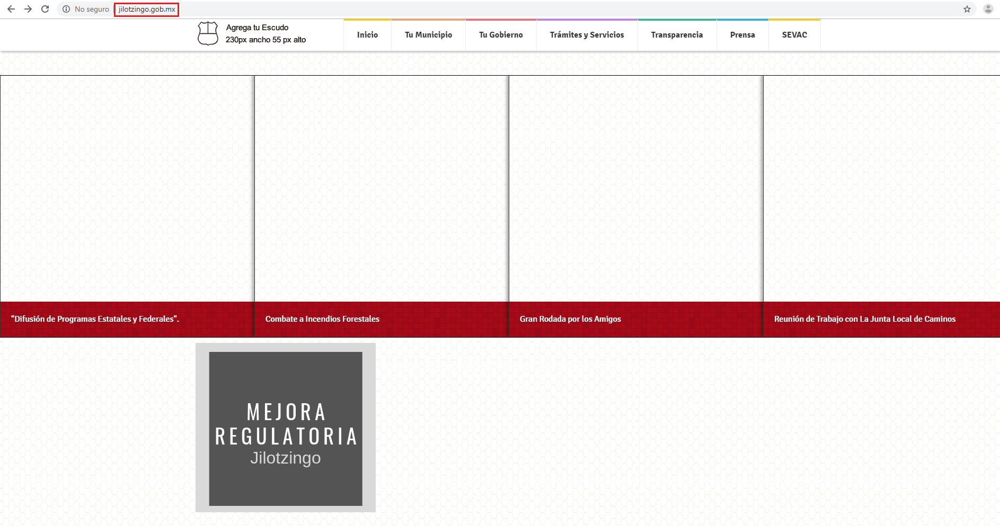 No seguro
jilotzingo.gob.mx
Agrega tu Escudo
230px ancho 55 px alto
Inicio
Tu Municipio
Tu Gobierno
Trámites y Servicios
Transparencia
Prensa
SEVAC
"Difusión de Programas Estatales y Federales".
Combate a Incendios Forestales
Gran Rodada por los Amigos
Reunión de Trabajo con La Junta Local de Caminos
MEJORA
REGULATORIA
Jilotzingo